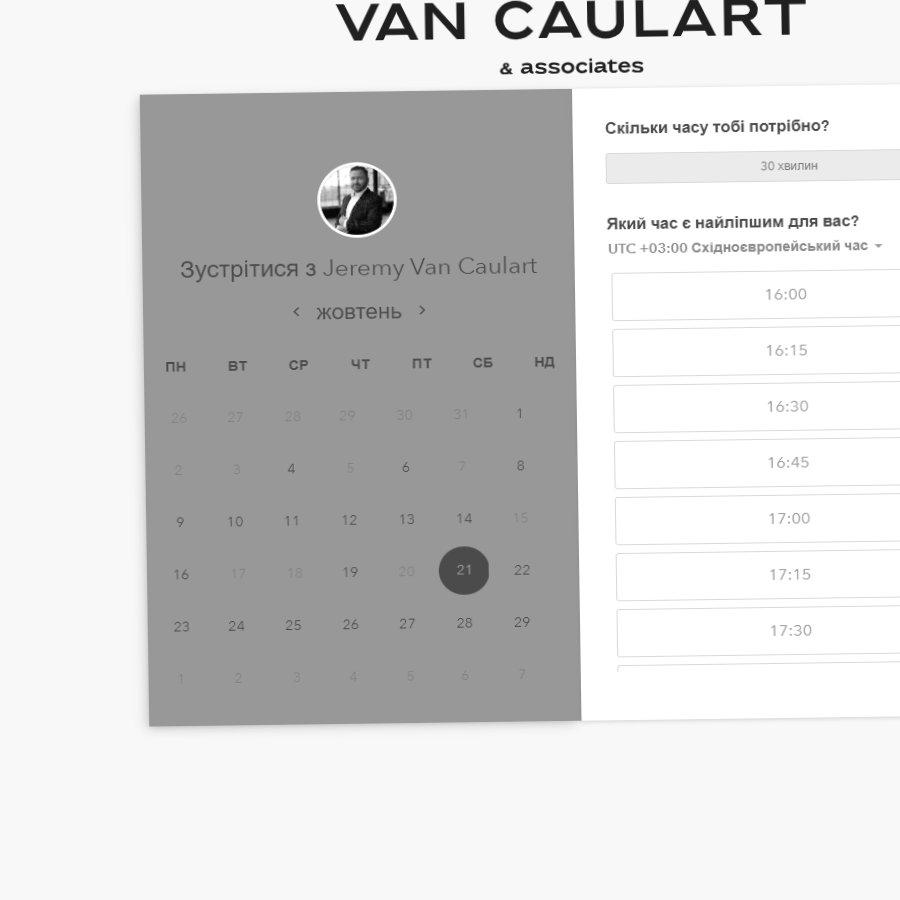 VAN CAULART
& associates
Зустрітися з Jeremy Van Caulart
жовтень
ПН ВТ СР ЧТ ПТ СБ НД
26 27 28 29 30 31 1
2 3 4 5 6 7 8
9 10 11 12 13 14 15
16 17 18 19 20 21 22
23 24 25 26 27 28 29
1 2 3 4 5 6 7
Скільки часу тобі потрібно?
30 хвилин
Який час є найліпшим для вас?
UTC +03:00 Східноєвропейський час
16:00
16:15
16:30
16:45
17:00
17:15
17:30